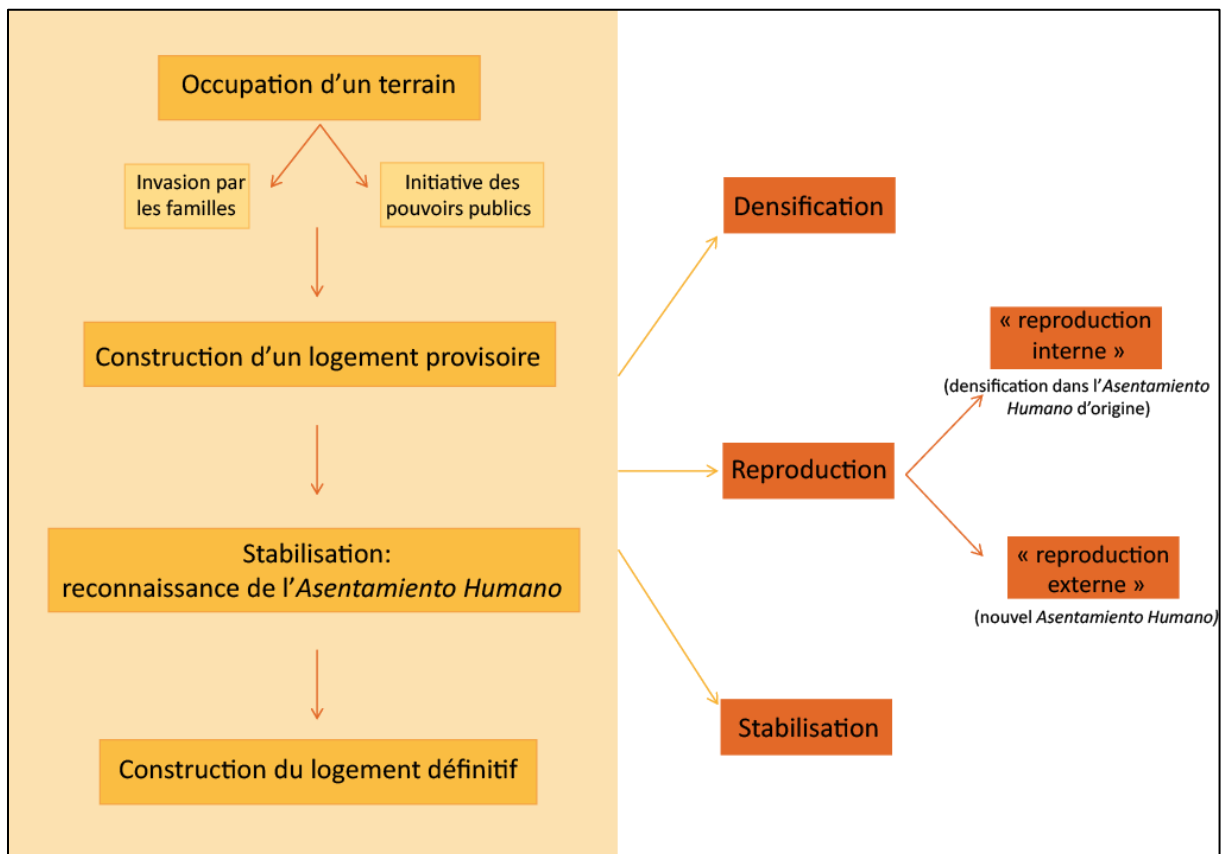 Occupation d’un terrain
Invasion par
les familles
Initiative des
pouvoirs publics
Construction d’un logement provisoire
Stabilisation:
reconnaissance de l’Asentamiento Humano
Construction du logement définitif
Densification
Reproduction
Stabilisation
« reproduction
interne »
(densification dans l’Asentamiento
Humano d’origine)
« reproduction
externe »
(nouvel Asentamiento Humano)